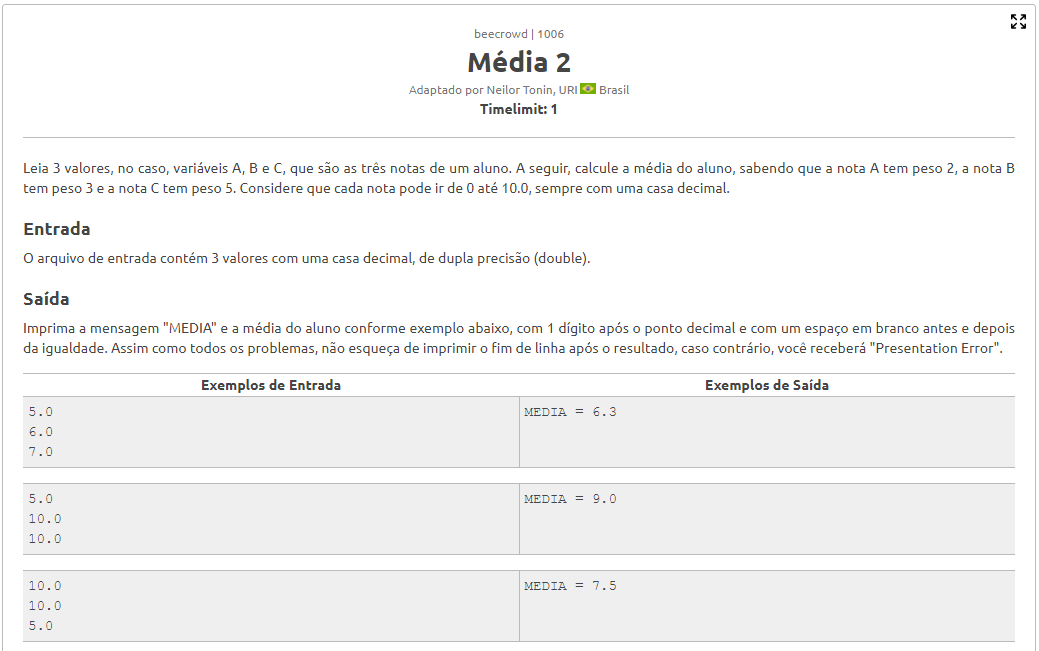 beecrowd | 1006
Média 2
Adaptado por Neilor Tonin, URI Brasil
Timelimit: 1
Leia 3 valores, no caso, variáveis A, B e C, que são as três notas de um aluno. A seguir, calcule a média do aluno, sabendo que a nota A tem peso 2, a nota B
tem peso 3 e a nota C tem peso 5. Considere que cada nota pode ir de 0 até 10.0, sempre com uma casa decimal.
Entrada
O arquivo de entrada contém 3 valores com uma casa decimal, de dupla precisão (double).
Saída
Imprima a mensagem "MEDIA" e a média do aluno conforme exemplo abaixo, com 1 dígito após o ponto decimal e com um espaço em branco antes e depois
da igualdade. Assim como todos os problemas, não esqueça de imprimir o fim de linha após o resultado, caso contrário, você receberá "Presentation Error".
Exemplos de Entrada Exemplos de Saída
5.0 MEDIA = 6.3
6.0
7.0
5.0 MEDIA = 9.0
10.0
10.0
10.0 MEDIA = 7.5
10.0
5.0